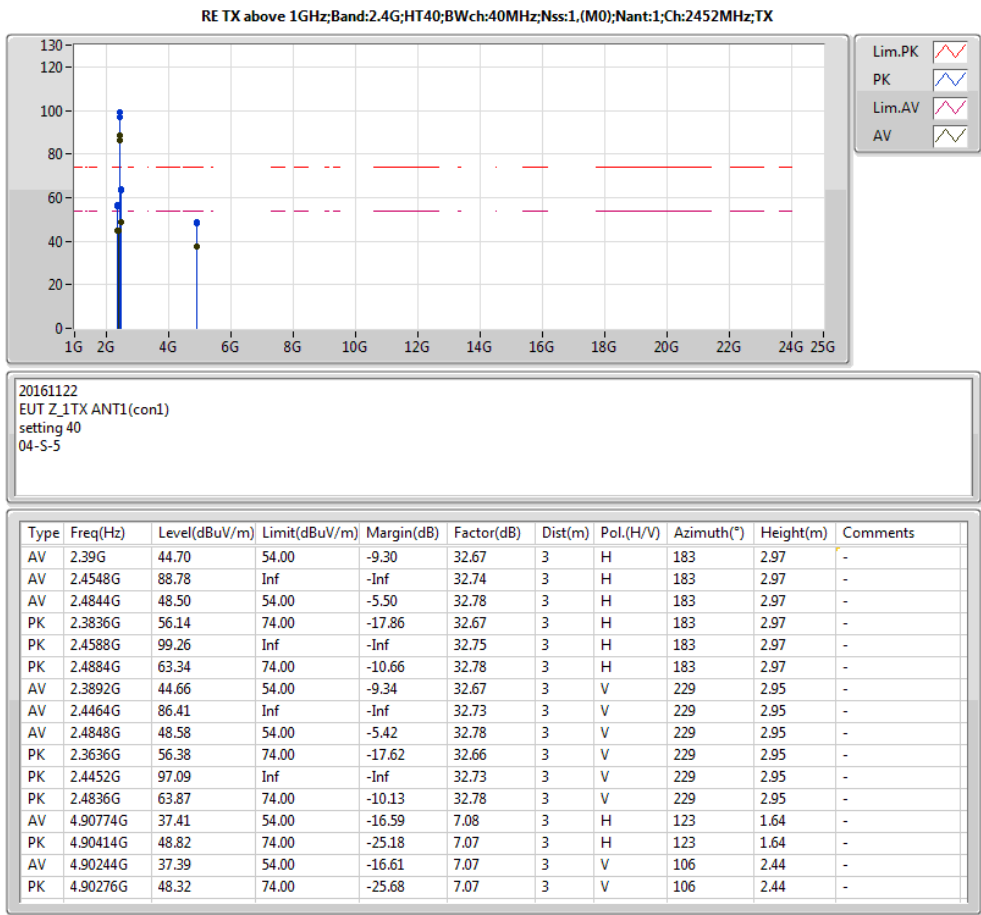 RE TX above 1GHz;Band:2.4G;HT40;BWch:40MHz;Nss:1,(M0);Nant:1;Ch:2452MHz;TX
130
120
100
80
60
40
20
0
1G 2G 4G 6G 8G 10G 12G 14G 16G 18G 20G 22G 24G 25G
Lim.PK
PK
Lim.AV
AV
20161122
EUT Z_1TX ANT1(con1)
setting 40
04-S-5
Type Freq(Hz) Level(dBuV/m) Limit(dBuV/m) Margin(dB) Factor(dB) Dist(m) Pol.(H/V) Azimuth(°) Height(m) Comments
AV 2.39G 44.70 54.00 -9.30 32.67 3 H 183 2.97 -
AV 2.4548G 88.78 Inf -Inf 32.74 3 H 183 2.97 -
AV 2.4844G 48.50 54.00 -5.50 32.78 3 H 183 2.97 -
PK 2.3836G 56.14 74.00 -17.86 32.67 3 H 183 2.97 -
PK 2.4588G 99.26 Inf -Inf 32.75 3 H 183 2.97 -
PK 2.4884G 63.34 74.00 -10.66 32.78 3 H 183 2.97 -
AV 2.3892G 44.66 54.00 -9.34 32.67 3 V 229 2.95 -
AV 2.4464G 86.41 Inf -Inf 32.73 3 V 229 2.95 -
AV 2.4848G 48.58 54.00 -5.42 32.78 3 V 229 2.95 -
PK 2.3636G 56.38 74.00 -17.62 32.66 3 V 229 2.95 -
PK 2.4452G 97.09 Inf -Inf 32.73 3 V 229 2.95 -
PK 2.4836G 63.87 74.00 -10.13 32.78 3 V 229 2.95 -
AV 4.90774G 37.41 54.00 -16.59 7.08 3 H 123 1.64 -
PK 4.90414G 48.82 74.00 -25.18 7.07 3 H 123 1.64 -
AV 4.90244G 37.39 54.00 -16.61 7.07 3 V 106 2.44 -
PK 4.90276G 48.32 74.00 -25.68 7.07 3 V 106 2.44 -